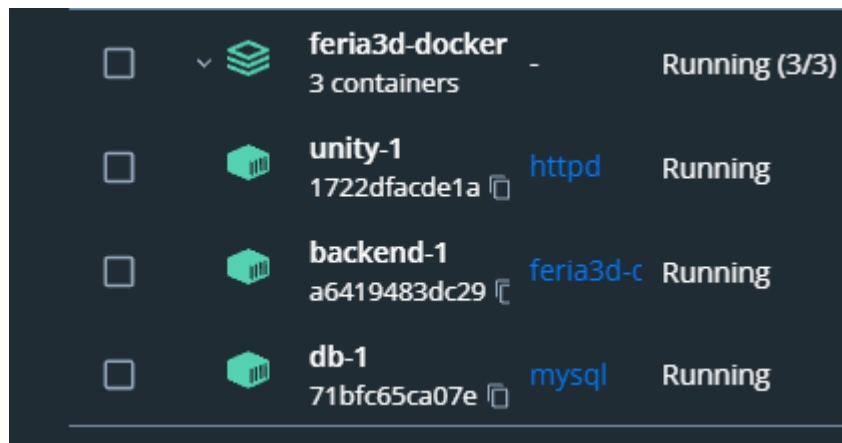 feria3d-docker
3 containers
-
Running (3/3)
unity-1
1722dfacde1a
httpd
Running
backend-1
a6419483dc29
feria3d-c
Running
db-1
71bfc65ca07e
mysql
Running